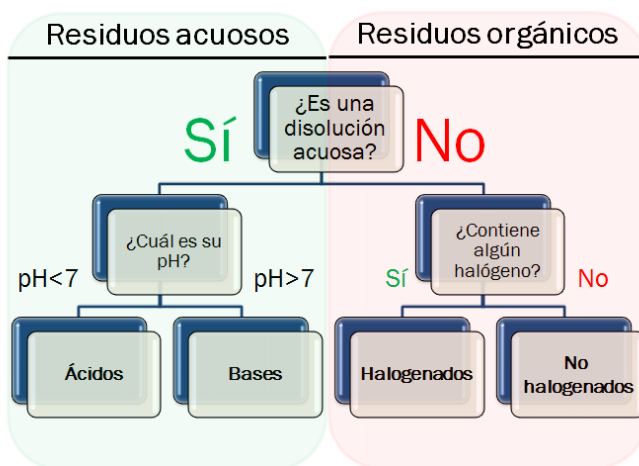 Residuos acuosos
Residuos orgánicos
¿Es una
disolución
acuosa?
Sí
No
¿Cuál es su
pH?
¿Contiene
algún
halógeno?
pH<7
pH>7
Sí
No
Ácidos
Bases
Halogenados
No
halogenados